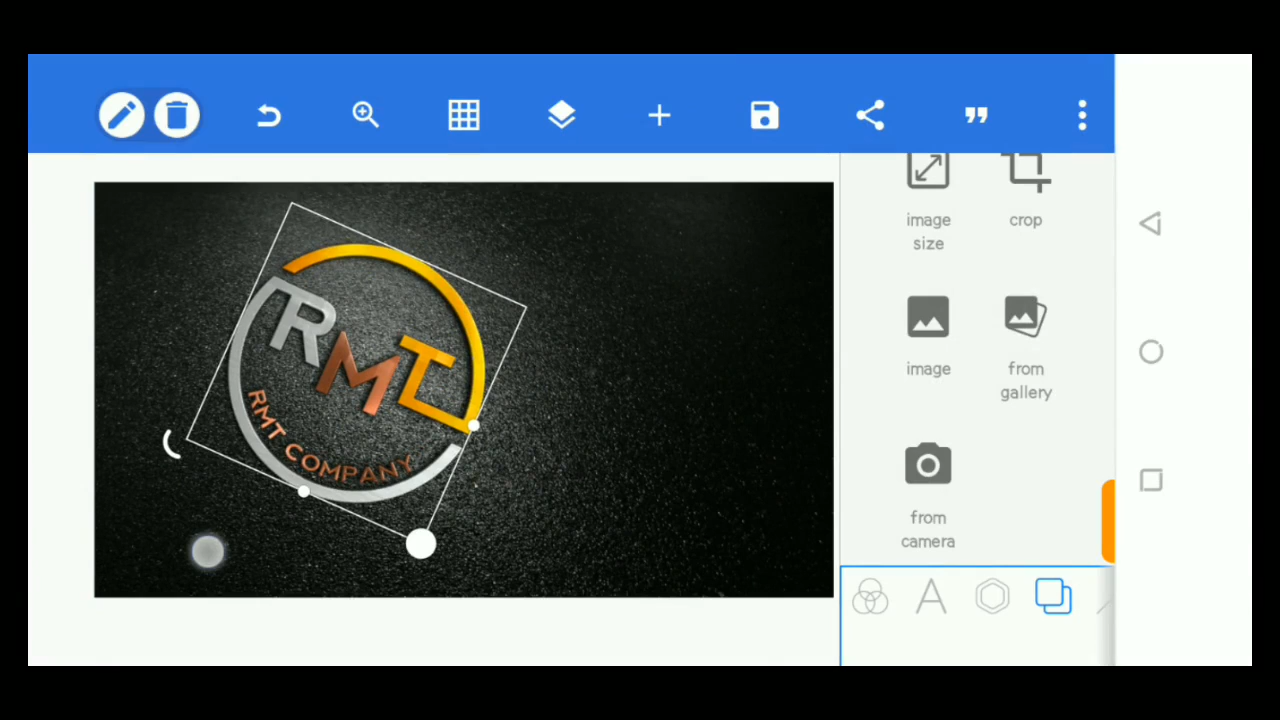 image
size
crop
RMT
RMT COMPANY
image
from
gallery
from
camera